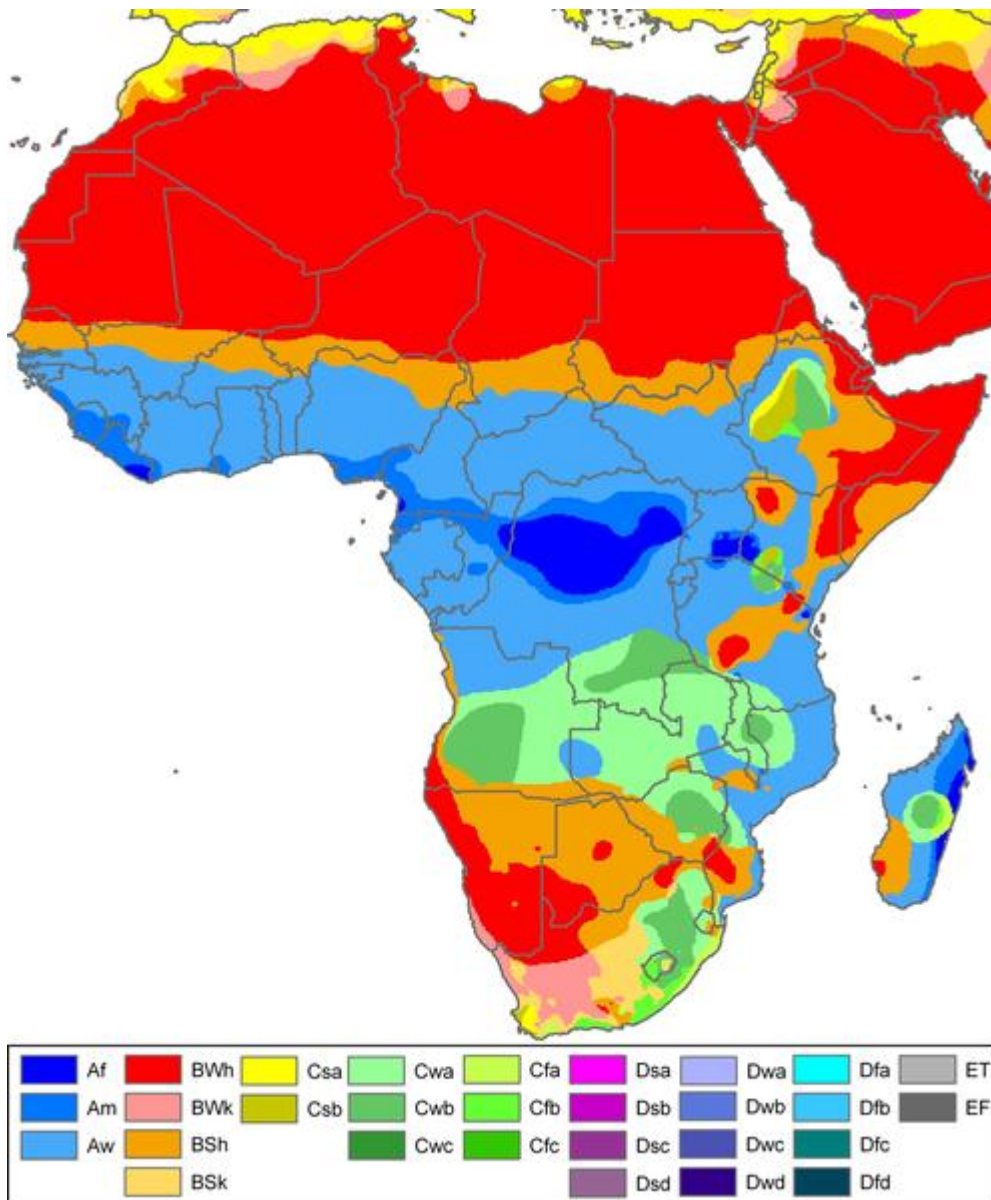 Af BWh Csa Cwa Cfa Dsa Dwa Dfa ET
Am BWk Csb Cwb Cfb Dsb Dwb Dfb EF
Aw BSh Cwc Cfc Dsc Dwc Dfc
BSk Dsd Dwd Dfd